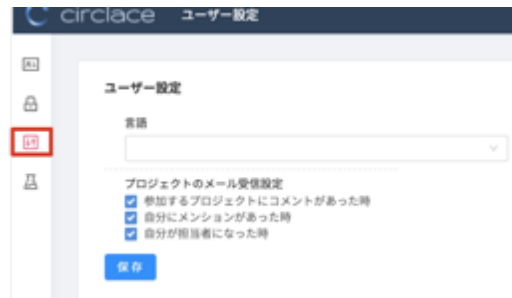 circlace ユーザー設定
ユーザー設定
言語
プロジェクトのメール受信設定
参加するプロジェクトにコメントがあった時
自分にメンションがあった時
自分が担当者になった時
保存